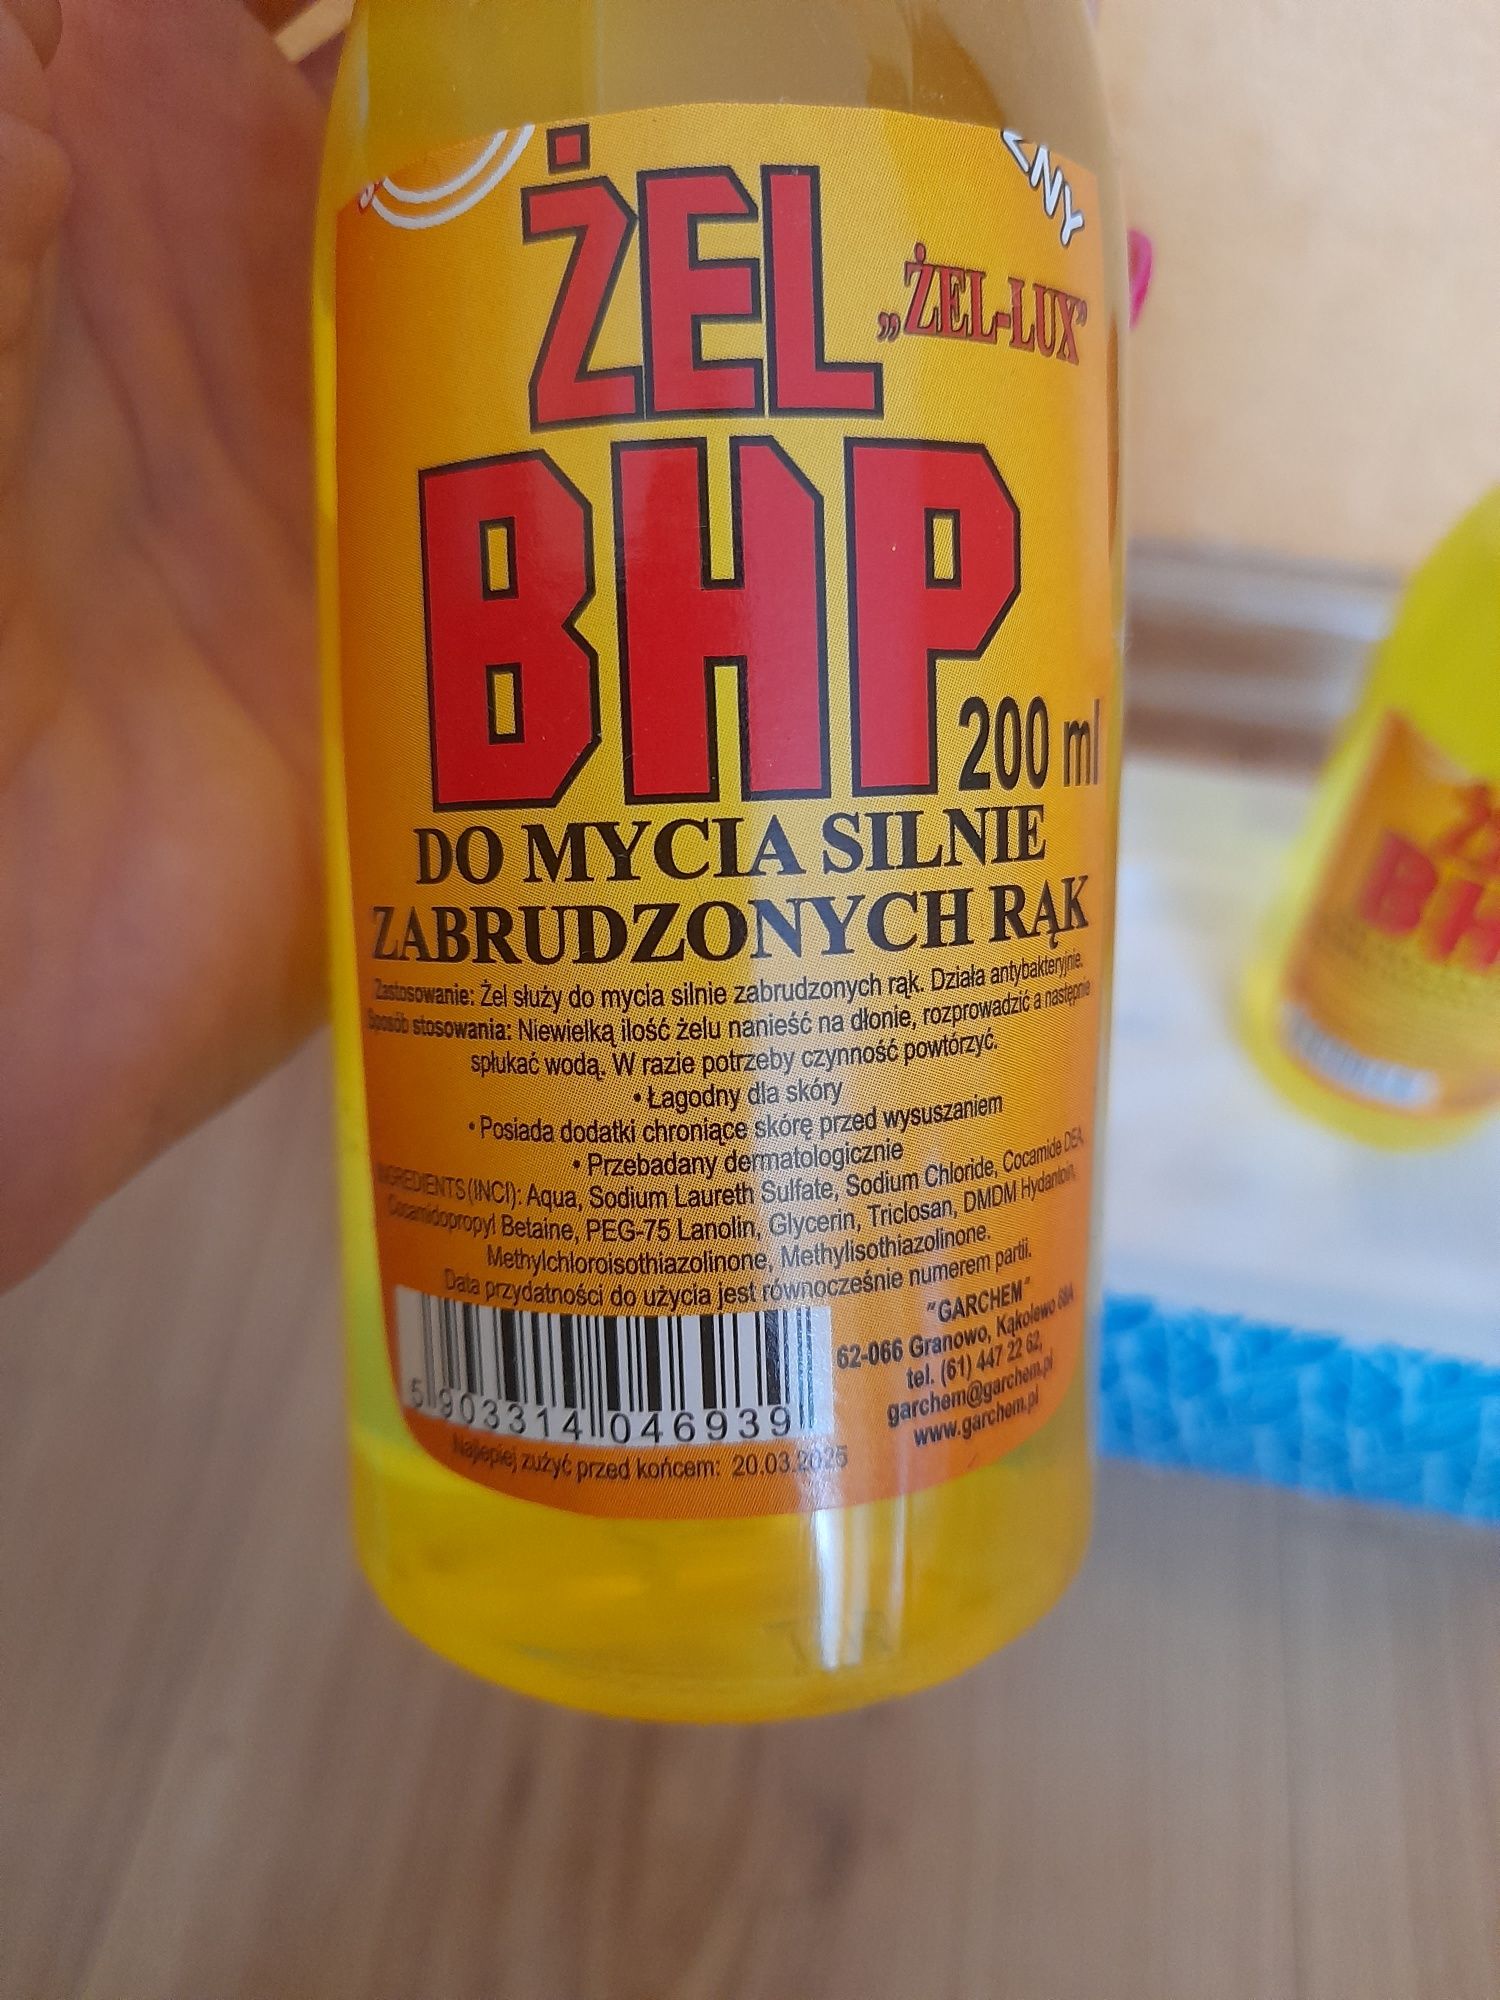 ŻEL
„ŻEL-LUX”
BHP
200 ml
DO MYCIA SILNIE
ZABRUDZONYCH RĄK
Zastosowanie: Żel służy do mycia silnie zabrudzonych rąk. Działa antybakteryjnie.
Sposób stosowania: Niewielką ilość żelu nanieść na dłonie, rozprowadzić a następnie
spłukać wodą. W razie potrzeby czynność powtórzyć.
• Łagodny dla skóry
• Posiada dodatki chroniące skórę przed wysuszaniem
• Przebadany dermatologicznie
INGREDIENTS (INCI): Aqua, Sodium Laureth Sulfate, Sodium Chloride, Cocamide DEA,
Cocamidopropyl Betaine, PEG-75 Lanolin, Glycerin, Triclosan, DMDM Hydantoin,
Methylchloroisothiazolinone, Methylisothiazolinone.
Data przydatności do użycia jest równocześnie numerem partii.
"GARCHEM"
62-066 Granowo, Kąkolewo 68A
tel. (61) 447 22 62,
garchem@garchem.pl
www.garchem.pl
5 903314 046939
Najlepiej zużyć przed końcem: 20.03.2025
BH